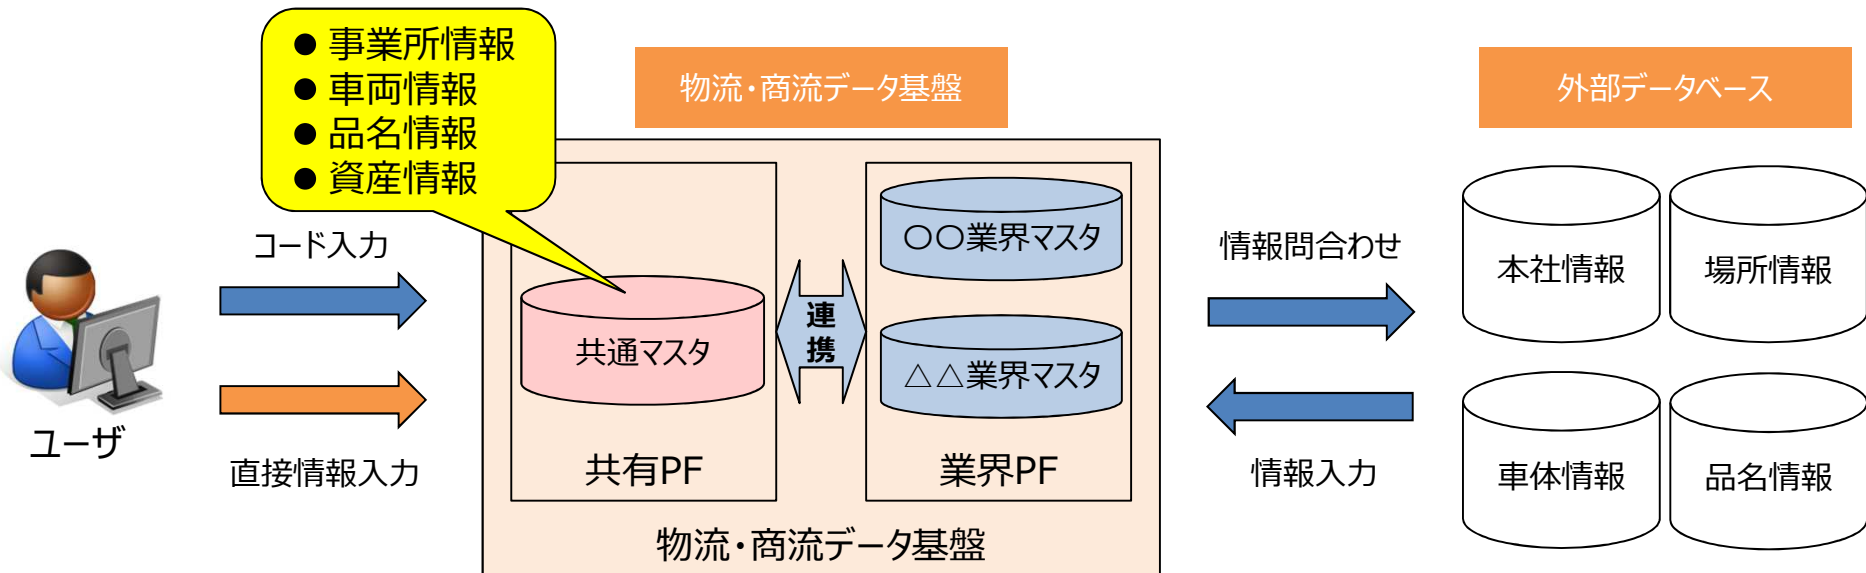 ● 事業所情報
● 車両情報
● 品名情報
● 資産情報
物流・商流データ基盤
外部データベース
コード入力
直接情報入力
ユーザ
共通マスタ
共有PF
連携
〇〇業界マスタ
△△業界マスタ
業界PF
物流・商流データ基盤
情報問合わせ
情報入力
本社情報
場所情報
車体情報
品名情報